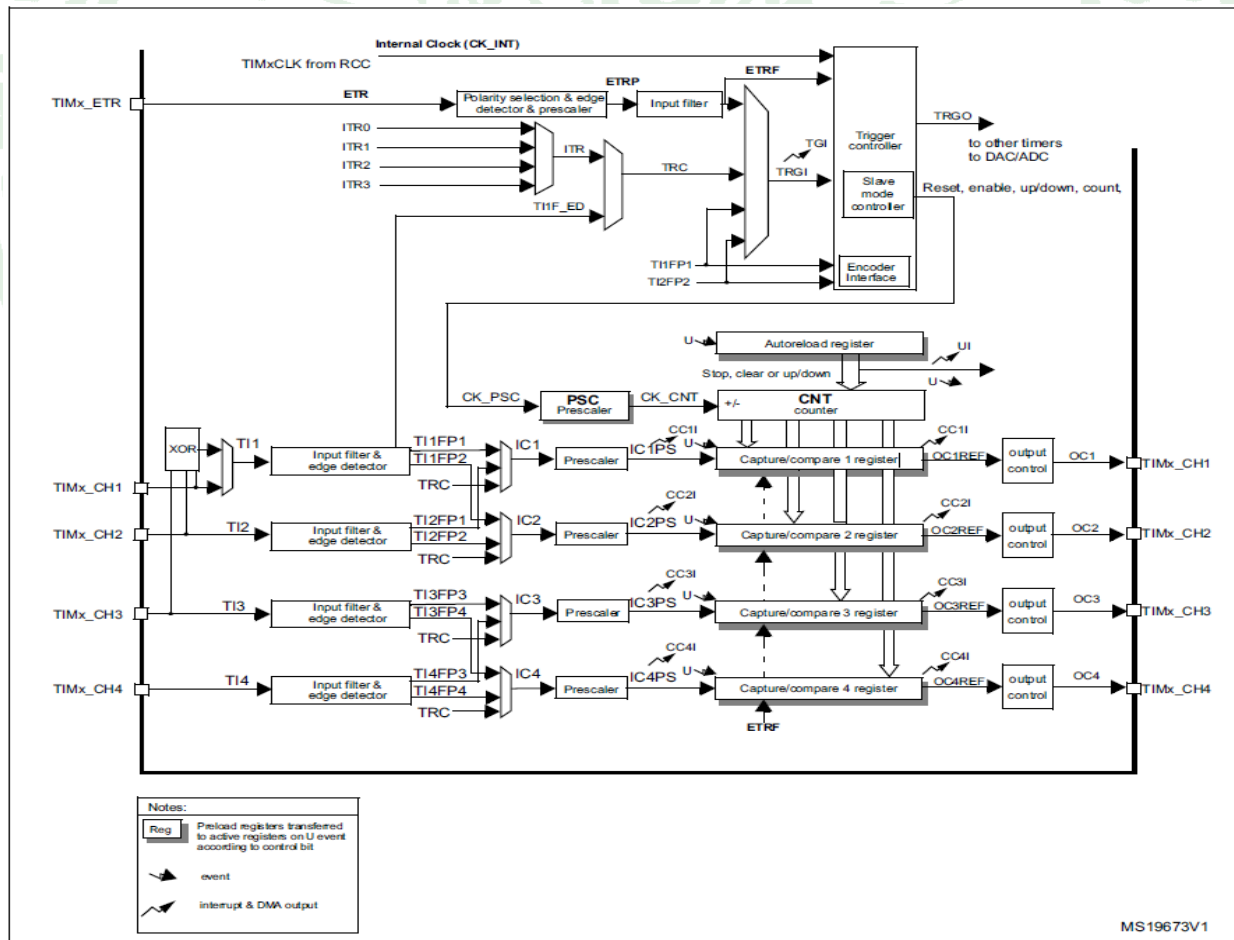 Internal Clock (CK_INT)
TIMxCLK from RCC
TIMx_ETR
ETR
Polarity selection & edge
detector & prescaler
ETRP
Input filter
ETRF
ITR0
ITR1
ITR2
ITR3
ITR
TI1F_ED
TRC
TGI
TRGI
TI1FP1
TI2FP2
Trigger
controller
Slave
mode
controller
Encoder
Interface
TRGO
to other timers
to DAC/ADC
Reset, enable, up/down, count,
U
Autoreload register
UI
Stop, clear or up/down
U
CK_PSC
PSC
Prescaler
CK_CNT
+/-
CNT
counter
XOR
TI1
Input filter &
edge detector
TI1FP1
TI1FP2
TRC
IC1
Prescaler
CC1I
IC1PS
U
Capture/compare 1 register
CC1I
OC1REF
output
control
OC1
TIMx_CH1
TIMx_CH1
TIMx_CH2
TI2
Input filter &
edge detector
TI2FP1
TI2FP2
TRC
IC2
Prescaler
CC2I
IC2PS
U
Capture/compare 2 register
CC2I
OC2REF
output
control
OC2
TIMx_CH2
TIMx_CH3
TI3
Input filter &
edge detector
TI3FP3
TI3FP4
TRC
IC3
Prescaler
CC3I
IC3PS
U
Capture/compare 3 register
CC3I
OC3REF
output
control
OC3
TIMx_CH3
TIMx_CH4
TI4
Input filter &
edge detector
TI4FP3
TI4FP4
TRC
IC4
Prescaler
CC4I
IC4PS
U
Capture/compare 4 register
CC4I
OC4REF
output
control
OC4
TIMx_CH4
ETRF
Notes:
Reg
Preload registers transferred
to active registers on U event
according to control bit
event
interrupt & DMA output
MS19673V1